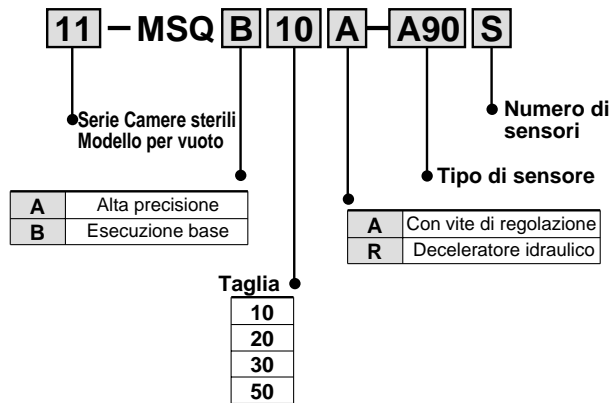 11 – MSQ B 10 A – A90 S
Serie Camere sterili
Modello per vuoto
Numero di
sensori
Tipo di sensore
A Alta precisione
B Esecuzione base
A Con vite di regolazione
R Deceleratore idraulico
Taglia
10
20
30
50